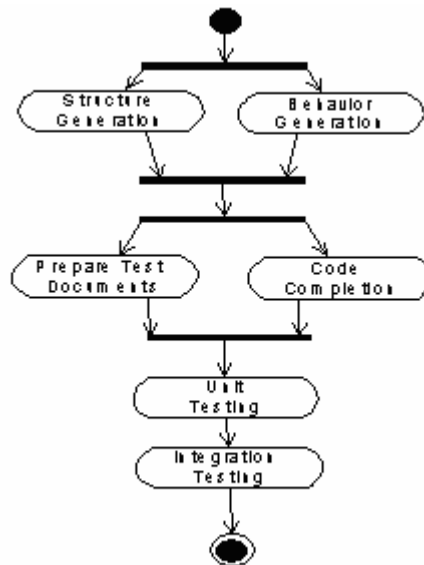 Structure
Generation
Behavior
Generation
Prepare Test
Documents
Code
Completion
Unit
Testing
Integration
Testing